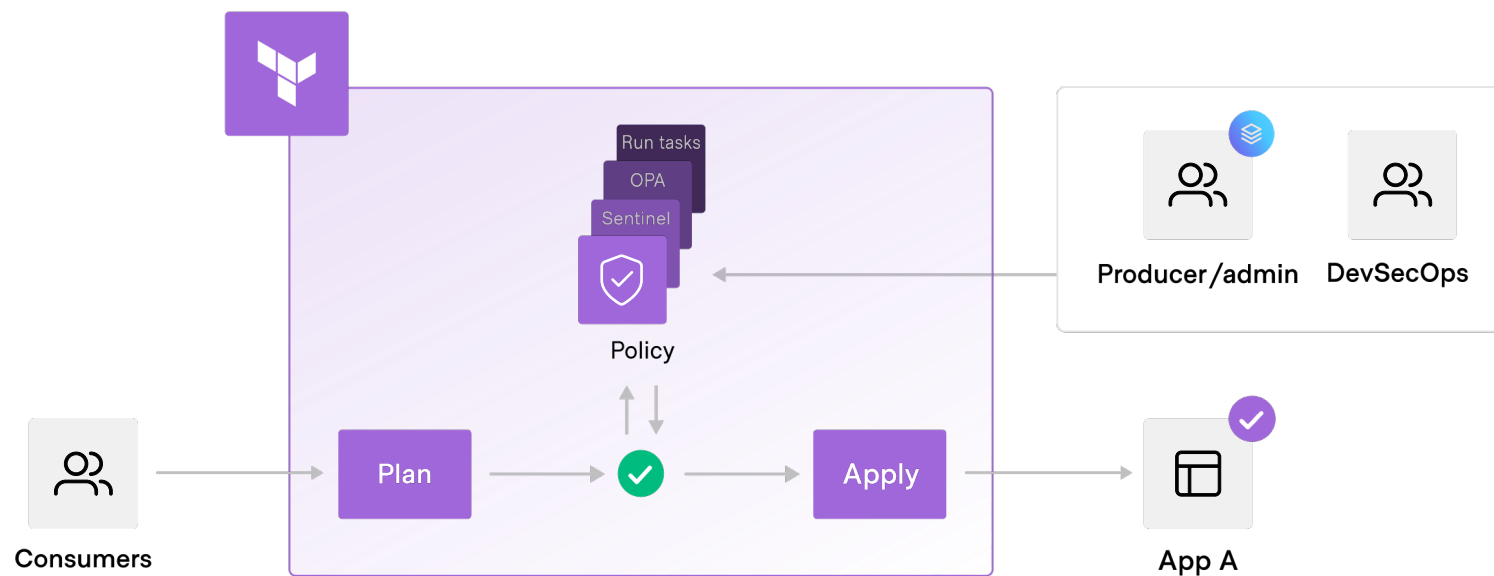 Run tasks
OPA
Sentinel
Policy
Producer/admin
DevSecOps
Plan
Apply
Consumers
App A